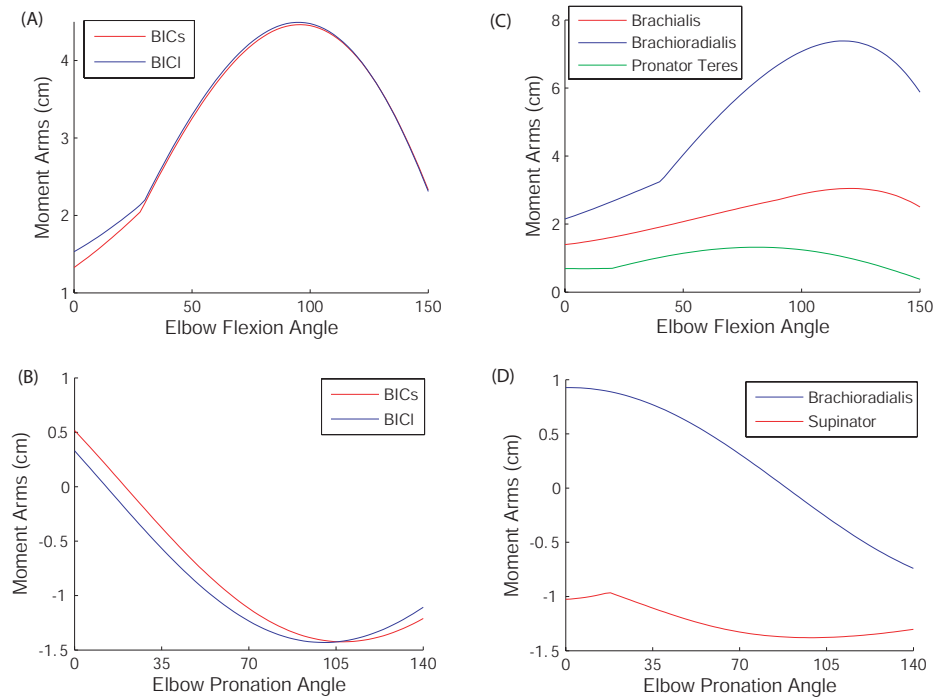 (A)
BICs
BICl
Moment Arms (cm)
4
3
2
1
0
50
100
150
Elbow Flexion Angle
(C)
Brachialis
Brachioradialis
Pronator Teres
Moment Arms (cm)
8
6
4
2
0
0
50
100
150
Elbow Flexion Angle
(B)
BICs
BICl
Moment Arms (cm)
1
0.5
0
-0.5
-1
-1.5
0
35
70
105
140
Elbow Pronation Angle
(D)
Brachioradialis
Supinator
Moment Arms (cm)
1
0.5
0
-0.5
-1
-1.5
0
35
70
105
140
Elbow Pronation Angle